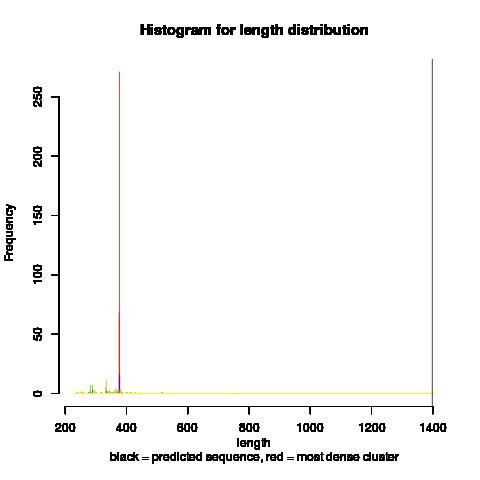 Histogram for length distribution
Frequency
250
200
150
100
50
0
200 400 600 800 1000 1200 1400
length
black = predicted sequence, red = most dense cluster